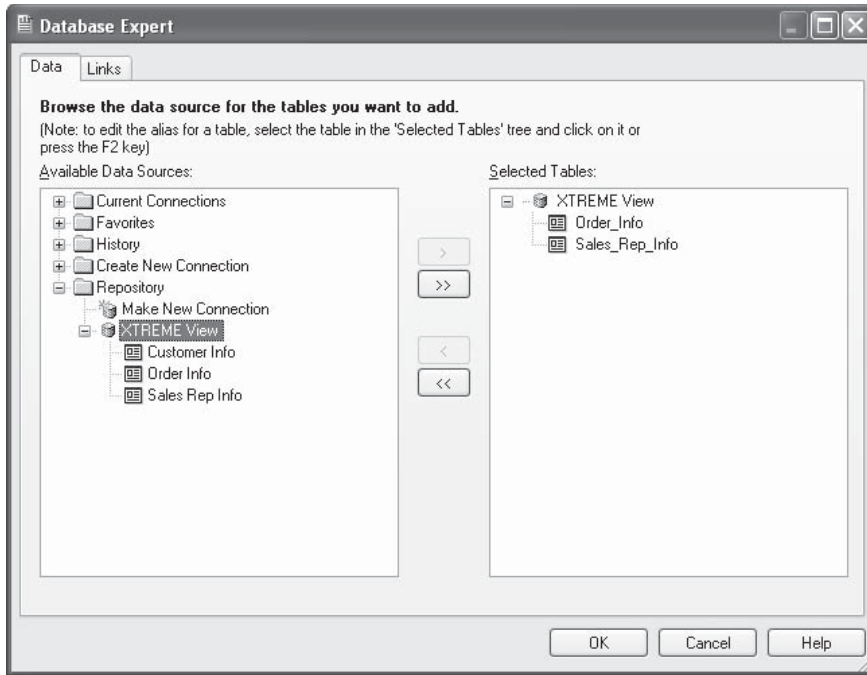 Database Expert
Data
Links
Browse the data source for the tables you want to add.
(Note: to edit the alias for a table, select the table in the 'Selected Tables' tree and click on it or
press the F2 key)
Available Data Sources:
Current Connections
Favorites
History
Create New Connection
Repository
Make New Connection
XTREME View
Customer Info
Order Info
Sales Rep Info
>
>>
<
<<
Selected Tables:
XTREME View
Order_Info
Sales_Rep_Info
OK
Cancel
Help